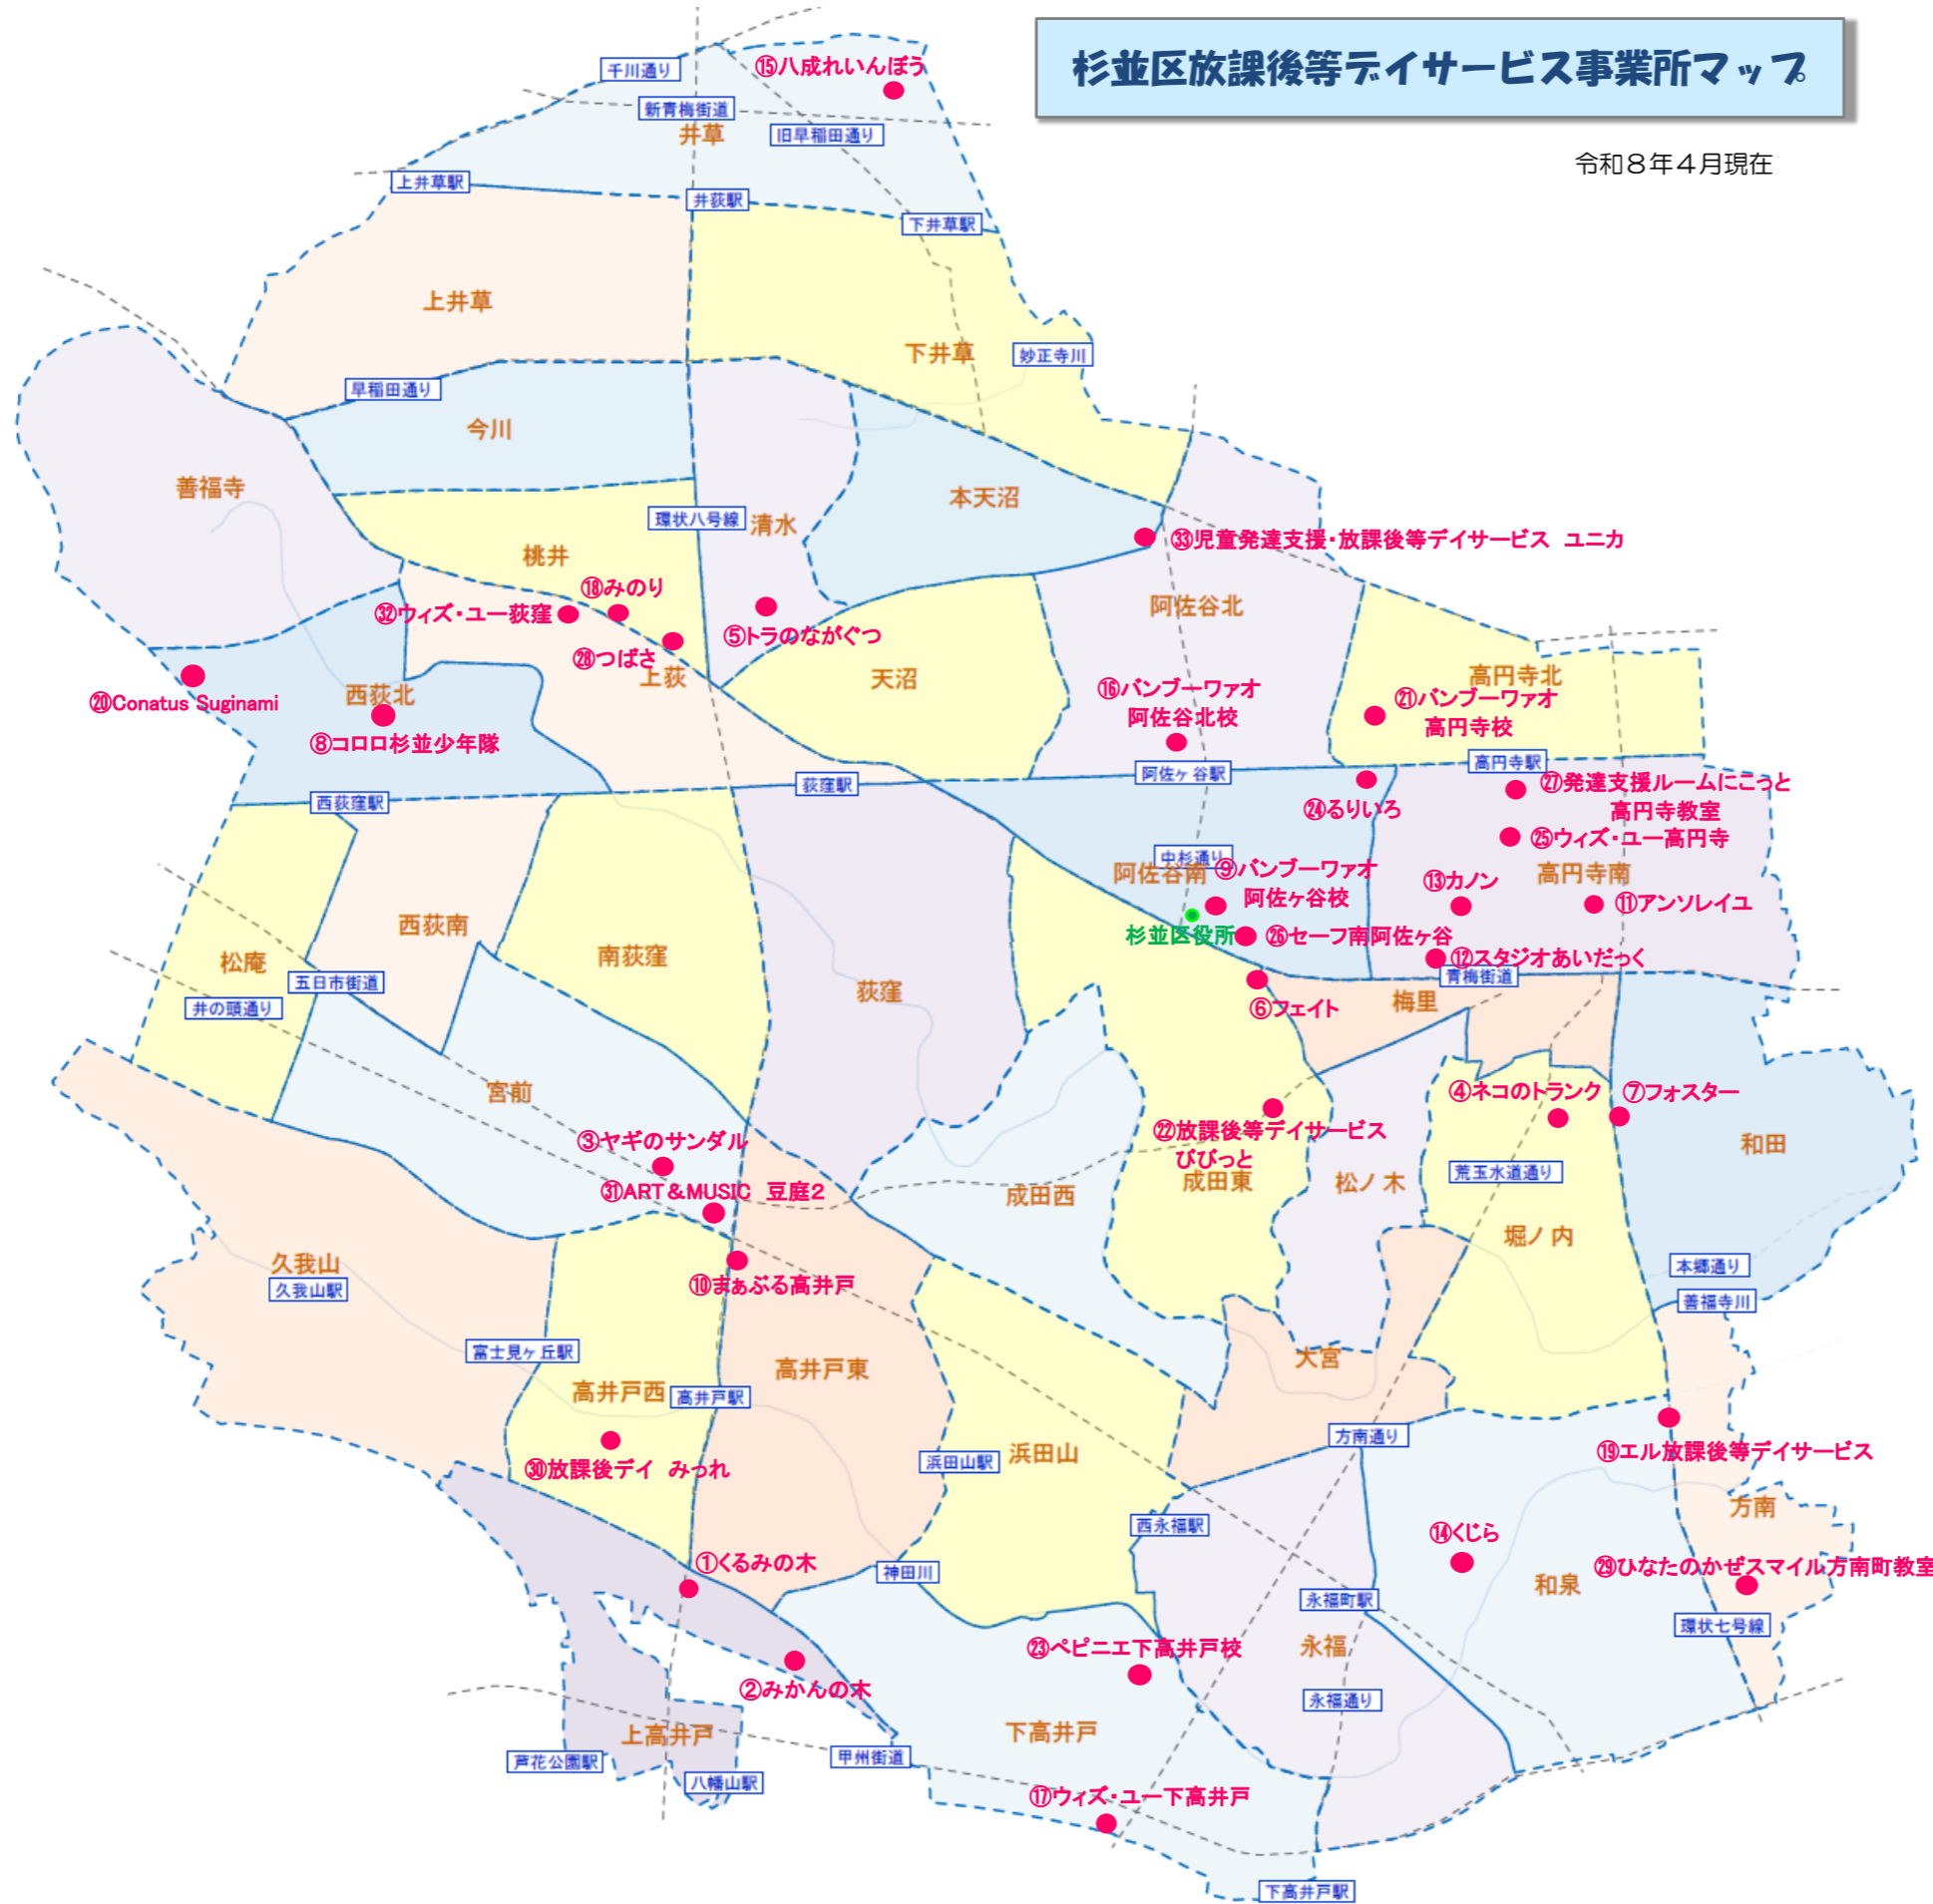 杉並区放課後等デイサービス事業所マップ
令和８年４月現在
千川通り
⑮八成れいんぼう
新青梅街道
井草
旧早稲田通り
上井草駅
井荻駅
下井草駅
上井草
下井草
妙正寺川
早稲田通り
今川
善福寺
本天沼
環状八号線
清水
㉝児童発達支援・放課後等デイサービス ユニカ
桃井
⑱みのり
㉜ウィズ・ユー荻窪
⑤トラのながぐつ
阿佐谷北
㉘つばさ
上荻
天沼
高円寺北
⑳Conatus Suginami
西荻北
⑧コロロ杉並少年隊
⑯バンブーワァオ
阿佐谷北校
㉑バンブーワァオ
高円寺校
高円寺駅
阿佐ヶ谷駅
荻窪駅
西荻窪駅
㉔るりいろ
㉗発達支援ルームにこっと
高円寺教室
㉕ウィズ・ユー高円寺
中杉通り
阿佐谷南
⑨バンブーワァオ
阿佐ヶ谷校
高円寺南
⑬カノン
⑪アンソレイユ
杉並区役所
㉖セーフ南阿佐ヶ谷
⑫スタジオあいだっく
青梅街道
西荻南
松庵
南荻窪
荻窪
五日市街道
井の頭通り
梅里
⑥フェイト
宮前
④ネコのトランク
⑦フォスター
㉒放課後等デイサービス
びびっと
③ヤギのサンダル
和田
荒玉水道通り
成田東
松ノ木
成田西
㉛ART＆MUSIC 豆庭２
堀ノ内
久我山
久我山駅
⑩まぁぶる高井戸
本郷通り
善福寺川
富士見ヶ丘駅
高井戸東
大宮
高井戸西
高井戸駅
方南通り
浜田山駅
浜田山
⑲エル放課後等デイサービス
㉚放課後デイ みっれ
方南
西永福駅
⑭くじら
①くるみの木
神田川
㉙ひなたのかぜスマイル方南町教室
和泉
永福町駅
環状七号線
㉓ペピニエ下高井戸校
永福
②みかんの木
永福通り
上高井戸
下高井戸
甲州街道
芦花公園駅
八幡山駅
⑰ウィズ・ユー下高井戸
下高井戸駅